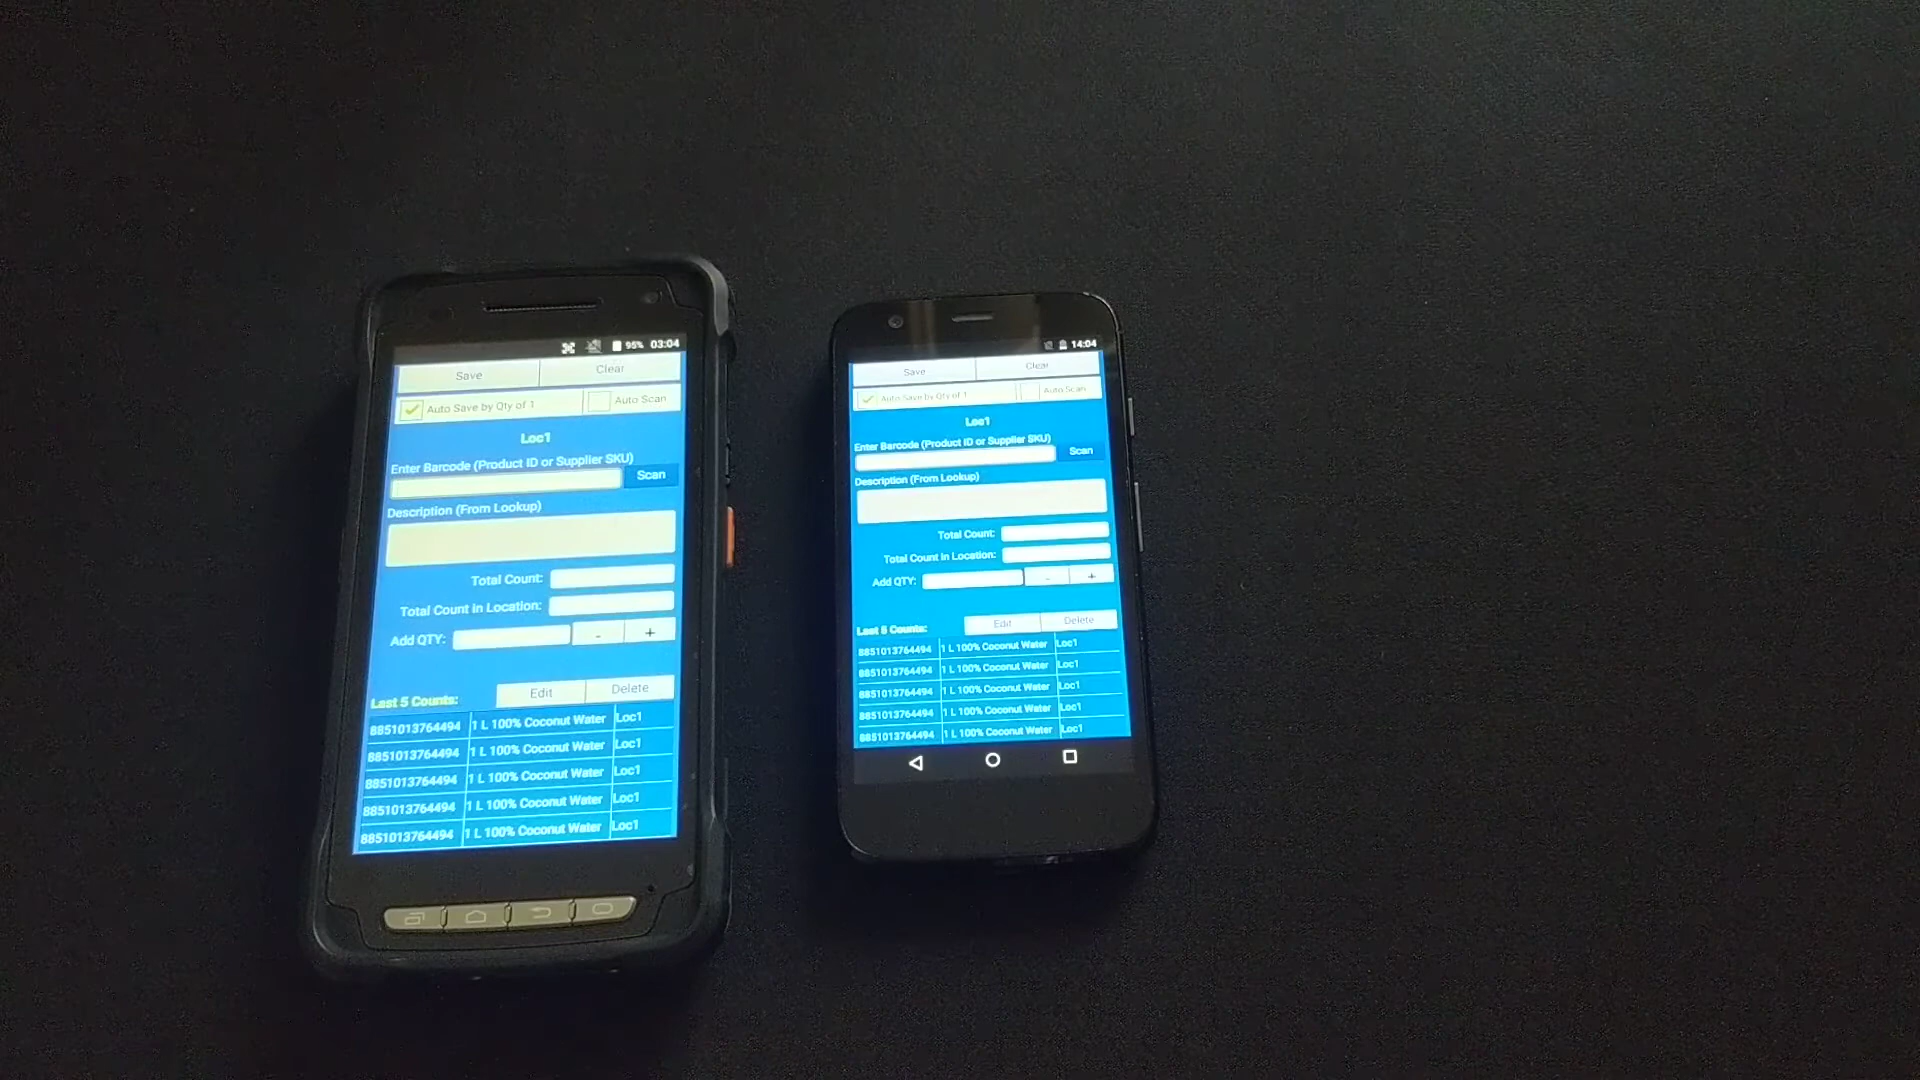 95% 03:04
Save Clear
Auto Save by Qty of 1 Auto Scan
Loc1
Enter Barcode (Product ID or Supplier SKU)
Scan
Description (From Lookup)
Total Count:
Total Count in Location:
Add QTY: - +
Last 5 Counts: Edit Delete
8851013764494 1 L 100% Coconut Water Loc1
8851013764494 1 L 100% Coconut Water Loc1
8851013764494 1 L 100% Coconut Water Loc1
8851013764494 1 L 100% Coconut Water Loc1
8851013764494 1 L 100% Coconut Water Loc1
14:04
Save Clear
Auto Save by Qty of 1 Auto Scan
Loc1
Enter Barcode (Product ID or Supplier SKU)
Scan
Description (From Lookup)
Total Count:
Total Count in Location:
Add QTY: - +
Last 5 Counts: Edit Delete
8851013764494 1 L 100% Coconut Water Loc1
8851013764494 1 L 100% Coconut Water Loc1
8851013764494 1 L 100% Coconut Water Loc1
8851013764494 1 L 100% Coconut Water Loc1
8851013764494 1 L 100% Coconut Water Loc1